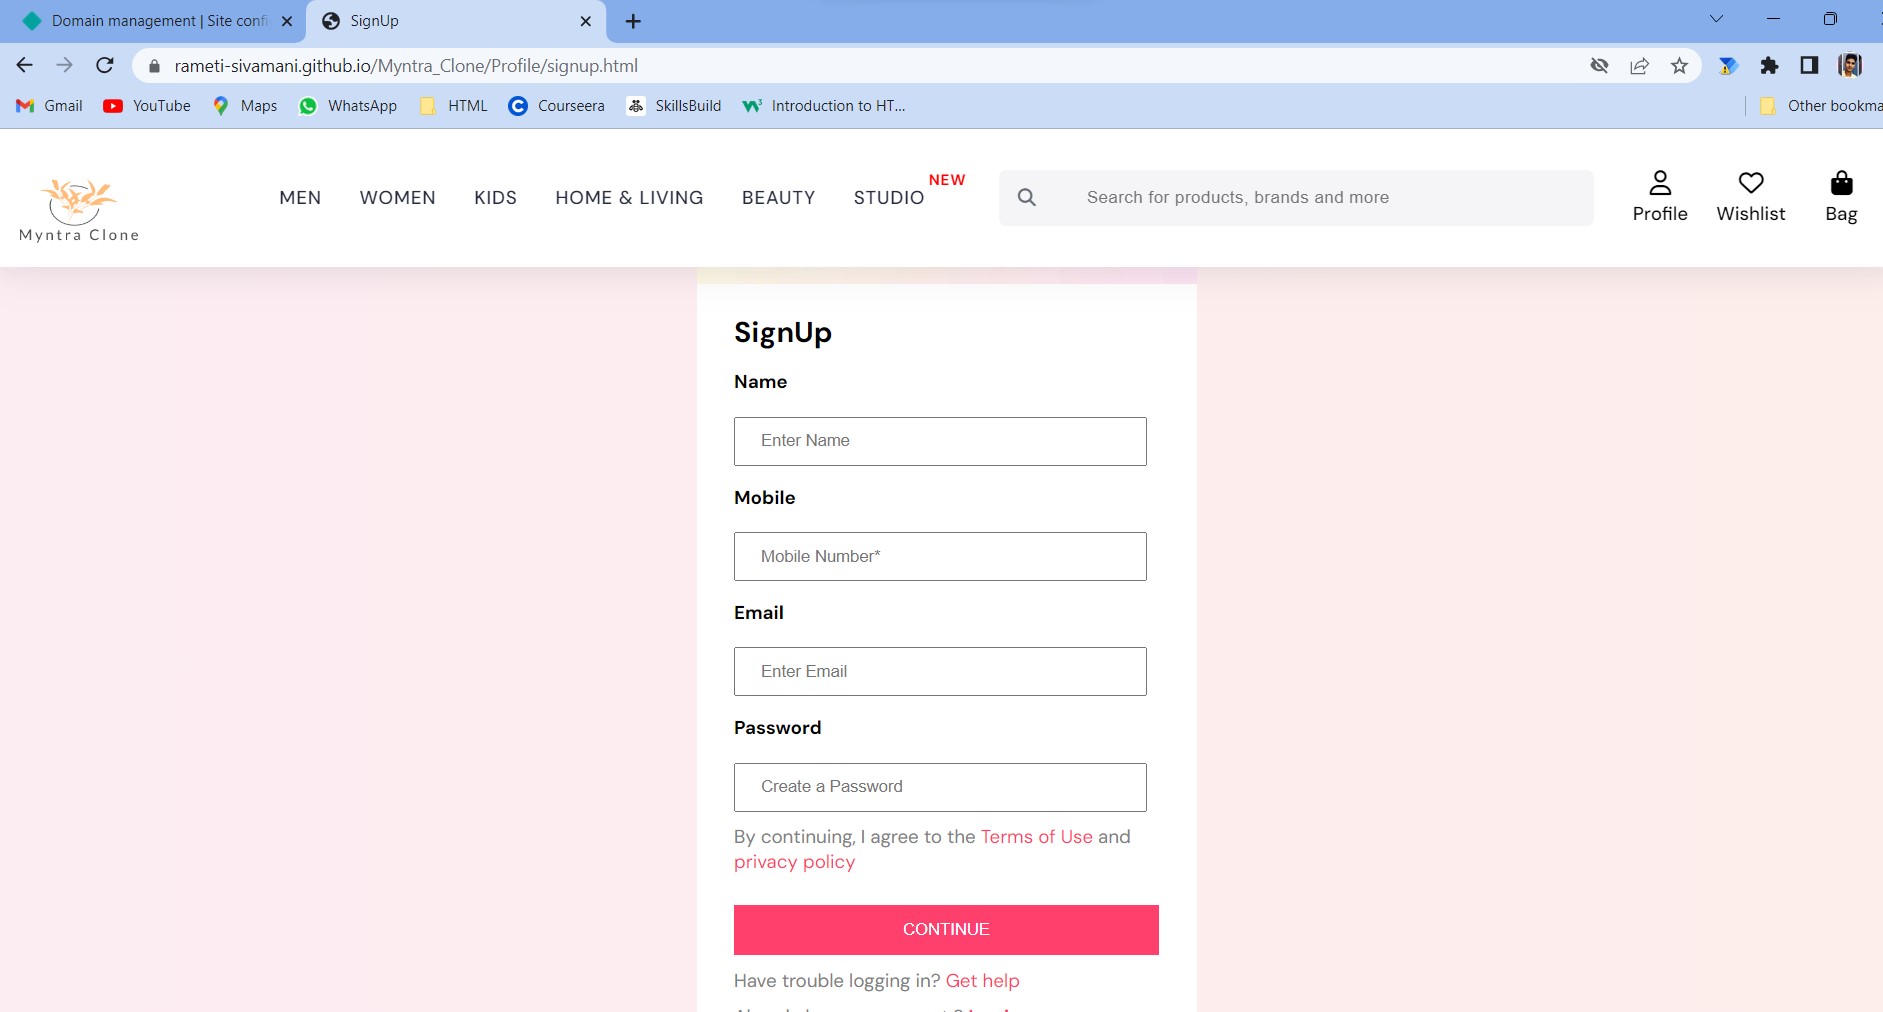 Domain management | Site confi
SignUp
rameti-sivamani.github.io/Myntra_Clone/Profile/signup.html
Gmail YouTube Maps WhatsApp HTML Courseera SkillsBuild Introduction to HT... Other bookma
Myntra Clone
MEN WOMEN KIDS HOME & LIVING BEAUTY STUDIO NEW
Search for products, brands and more
Profile Wishlist Bag
SignUp
Name
Enter Name
Mobile
Mobile Number*
Email
Enter Email
Password
Create a Password
By continuing, I agree to the Terms of Use and
privacy policy
CONTINUE
Have trouble logging in? Get help